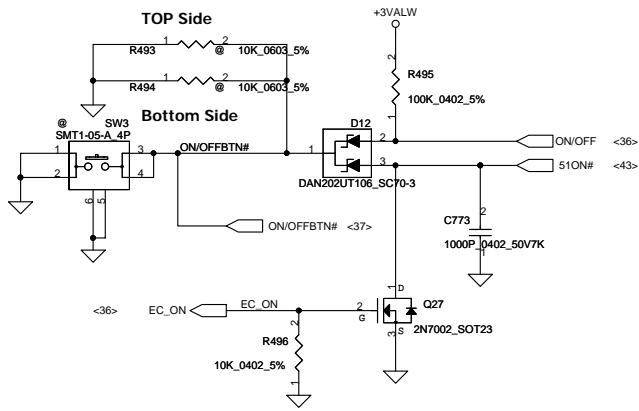 TOP Side
+3VALW
R493 1 2 @ 10K_0603_5%
R494 1 2 @ 10K_0603_5%
2
R495
100K_0402_5%
1
Bottom Side
@ SW3
SMT1-05-A_4P
1 3
2 4
6 5
ON/OFFBTN#
D12
1 2
3
DAN202UT106_SC70-3
ON/OFF <36>
51ON# <43>
ON/OFFBTN# <37>
C773
2
1
1000P_0402_50V7K
<36> EC_ON EC_ON
2 G
1 D
3 S
Q27
2N7002_SOT23
R496
2
1
10K_0402_5%